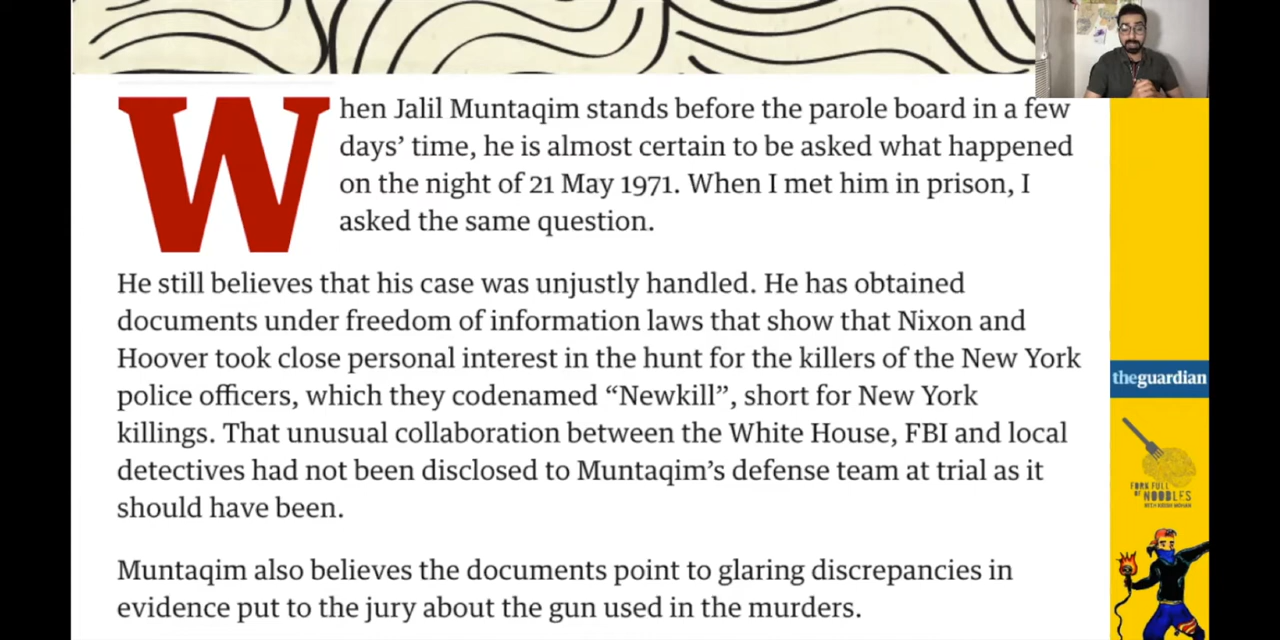 When Jalil Muntaqim stands before the parole board in a few
days’ time, he is almost certain to be asked what happened
on the night of 21 May 1971. When I met him in prison, I
asked the same question.
He still believes that his case was unjustly handled. He has obtained
documents under freedom of information laws that show that Nixon and
Hoover took close personal interest in the hunt for the killers of the New York
police officers, which they codenamed “Newkill”, short for New York
killings. That unusual collaboration between the White House, FBI and local
detectives had not been disclosed to Muntaqim’s defense team at trial as it
should have been.
Muntaqim also believes the documents point to glaring discrepancies in
evidence put to the jury about the gun used in the murders.
theguardian
FORK FULL
OF NOODLES